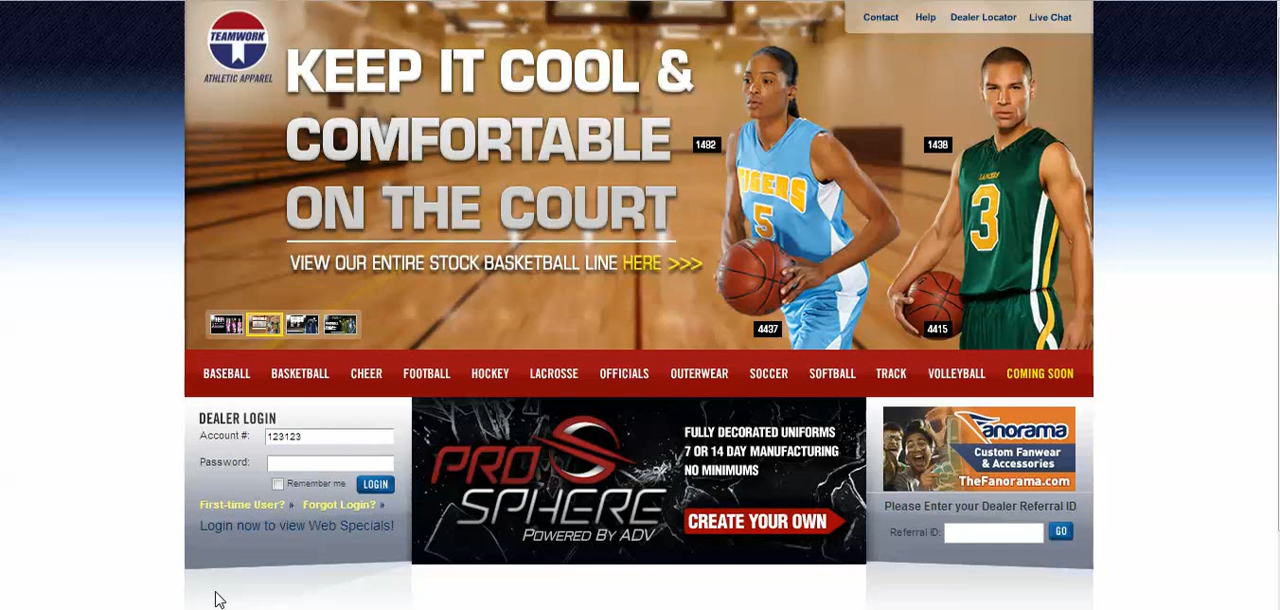 Contact Help Dealer Locator Live Chat
TEAMWORK
ATHLETIC APPAREL
KEEP IT COOL &
COMFORTABLE
ON THE COURT
VIEW OUR ENTIRE STOCK BASKETBALL LINE HERE >>>
1482
1438
TIGERS
5
LANCERS
3
4437
4415
BASEBALL BASKETBALL CHEER FOOTBALL HOCKEY LACROSSE OFFICIALS OUTERWEAR SOCCER SOFTBALL TRACK VOLLEYBALL COMING SOON
DEALER LOGIN
Account #: 123123
Password:
Remember me LOGIN
First-time User? » Forgot Login? »
Login now to view Web Specials!
PRO S
SPHERE
POWERED BY ADV
FULLY DECORATED UNIFORMS
7 OR 14 DAY MANUFACTURING
NO MINIMUMS
CREATE YOUR OWN
Fanorama
Custom Fanwear
& Accessories
TheFanorama.com
Please Enter your Dealer Referral ID
Referral ID: GO